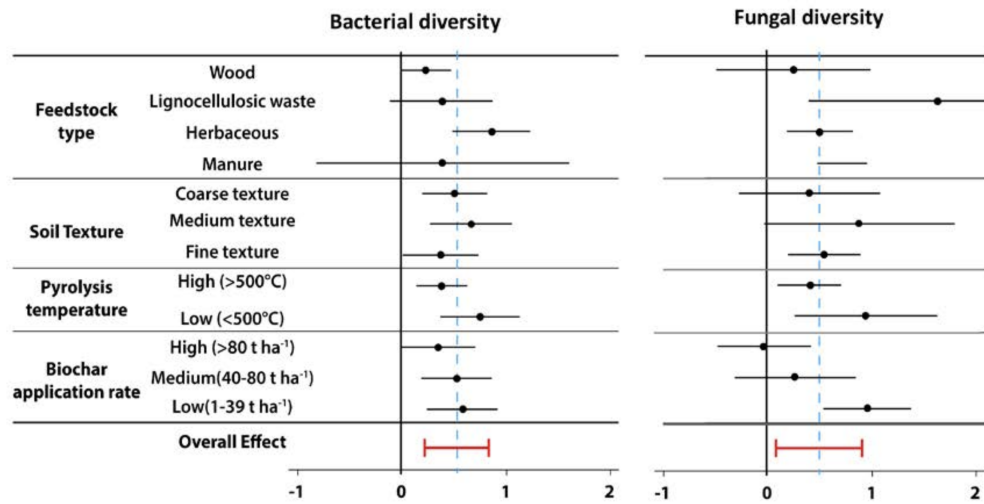 Bacterial diversity
Fungal diversity
Feedstock type
Wood
Lignocellulosic waste
Herbaceous
Manure
Soil Texture
Coarse texture
Medium texture
Fine texture
Pyrolysis temperature
High (>500°C)
Low (<500°C)
Biochar application rate
High (>80 t ha⁻¹)
Medium(40-80 t ha⁻¹)
Low(1-39 t ha⁻¹)
Overall Effect
-1 0 1 2
-1 0 1 2